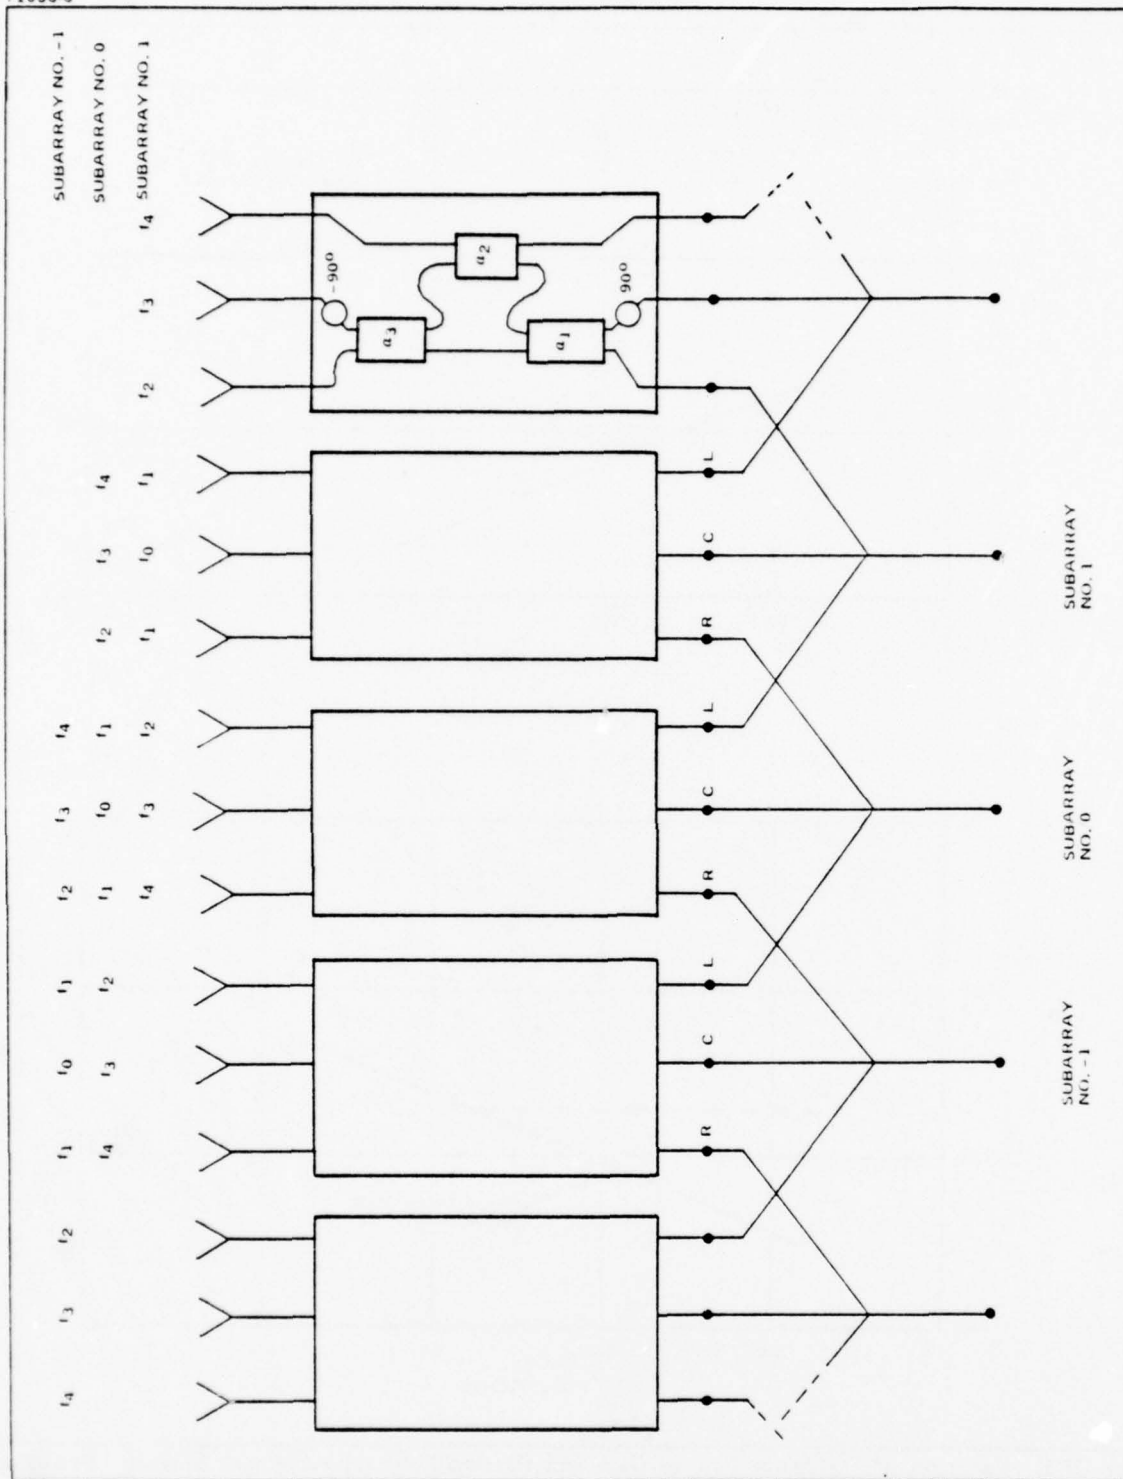 f4 f3 f2 f1 f0 f1 f2 f3 f4 SUBARRAY NO. -1
f4 f3 f2 f1 f0 f1 f2 f3 f4 SUBARRAY NO. 0
f4 f3 f2 f1 f0 f1 f2 f3 f4 SUBARRAY NO. 1
-90°
a3
a2
a1
90°
R C L R C L R C L
SUBARRAY
NO. -1
SUBARRAY
NO. 0
SUBARRAY
NO. 1